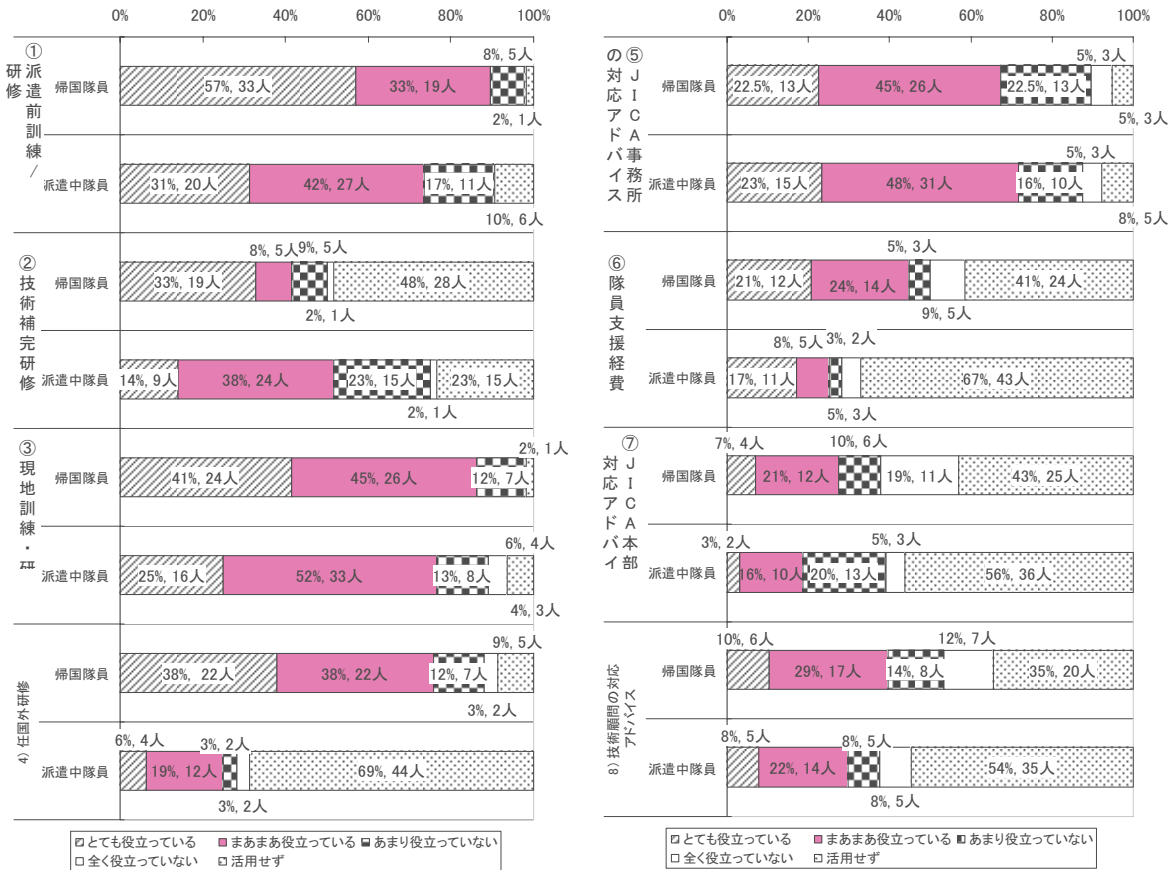 0% 20% 40% 60% 80% 100%
①派遣前訓練/
研修
帰国隊員
57%, 33人
33%, 19人
8%, 5人
2%, 1人
派遣中隊員
31%, 20人
42%, 27人
17%, 11人
10%, 6人
②技術補完研修
帰国隊員
33%, 19人
8%, 5人
9%, 5人
2%, 1人
48%, 28人
派遣中隊員
14%, 9人
38%, 24人
23%, 15人
2%, 1人
23%, 15人
③現地訓練・研
帰国隊員
41%, 24人
45%, 26人
12%, 7人
2%, 1人
派遣中隊員
25%, 16人
52%, 33人
13%, 8人
4%, 3人
6%, 4人
4) 任国外研修
帰国隊員
38%, 22人
38%, 22人
12%, 7人
3%, 2人
9%, 5人
派遣中隊員
6%, 4人
19%, 12人
3%, 2人
3%, 2人
69%, 44人
とても役立っている まあまあ役立っている あまり役立っていない
全く役立っていない 活用せず
0% 20% 40% 60% 80% 100%
⑤JICA事務所
の対応アドバイス
帰国隊員
22.5%, 13人
45%, 26人
22.5%, 13人
5%, 3人
5%, 3人
派遣中隊員
23%, 15人
48%, 31人
16%, 10人
5%, 3人
8%, 5人
⑥隊員支援経費
帰国隊員
21%, 12人
24%, 14人
5%, 3人
9%, 5人
41%, 24人
派遣中隊員
17%, 11人
8%, 5人
3%, 2人
5%, 3人
67%, 43人
⑦JICA本部
対応アドバイ
帰国隊員
7%, 4人
21%, 12人
10%, 6人
19%, 11人
43%, 25人
派遣中隊員
3%, 2人
16%, 10人
20%, 13人
5%, 3人
56%, 36人
8) 技術顧問の対応
アドバイス
帰国隊員
10%, 6人
29%, 17人
14%, 8人
12%, 7人
35%, 20人
派遣中隊員
8%, 5人
22%, 14人
8%, 5人
8%, 5人
54%, 35人
とても役立っている まあまあ役立っている あまり役立っていない
全く役立っていない 活用せず